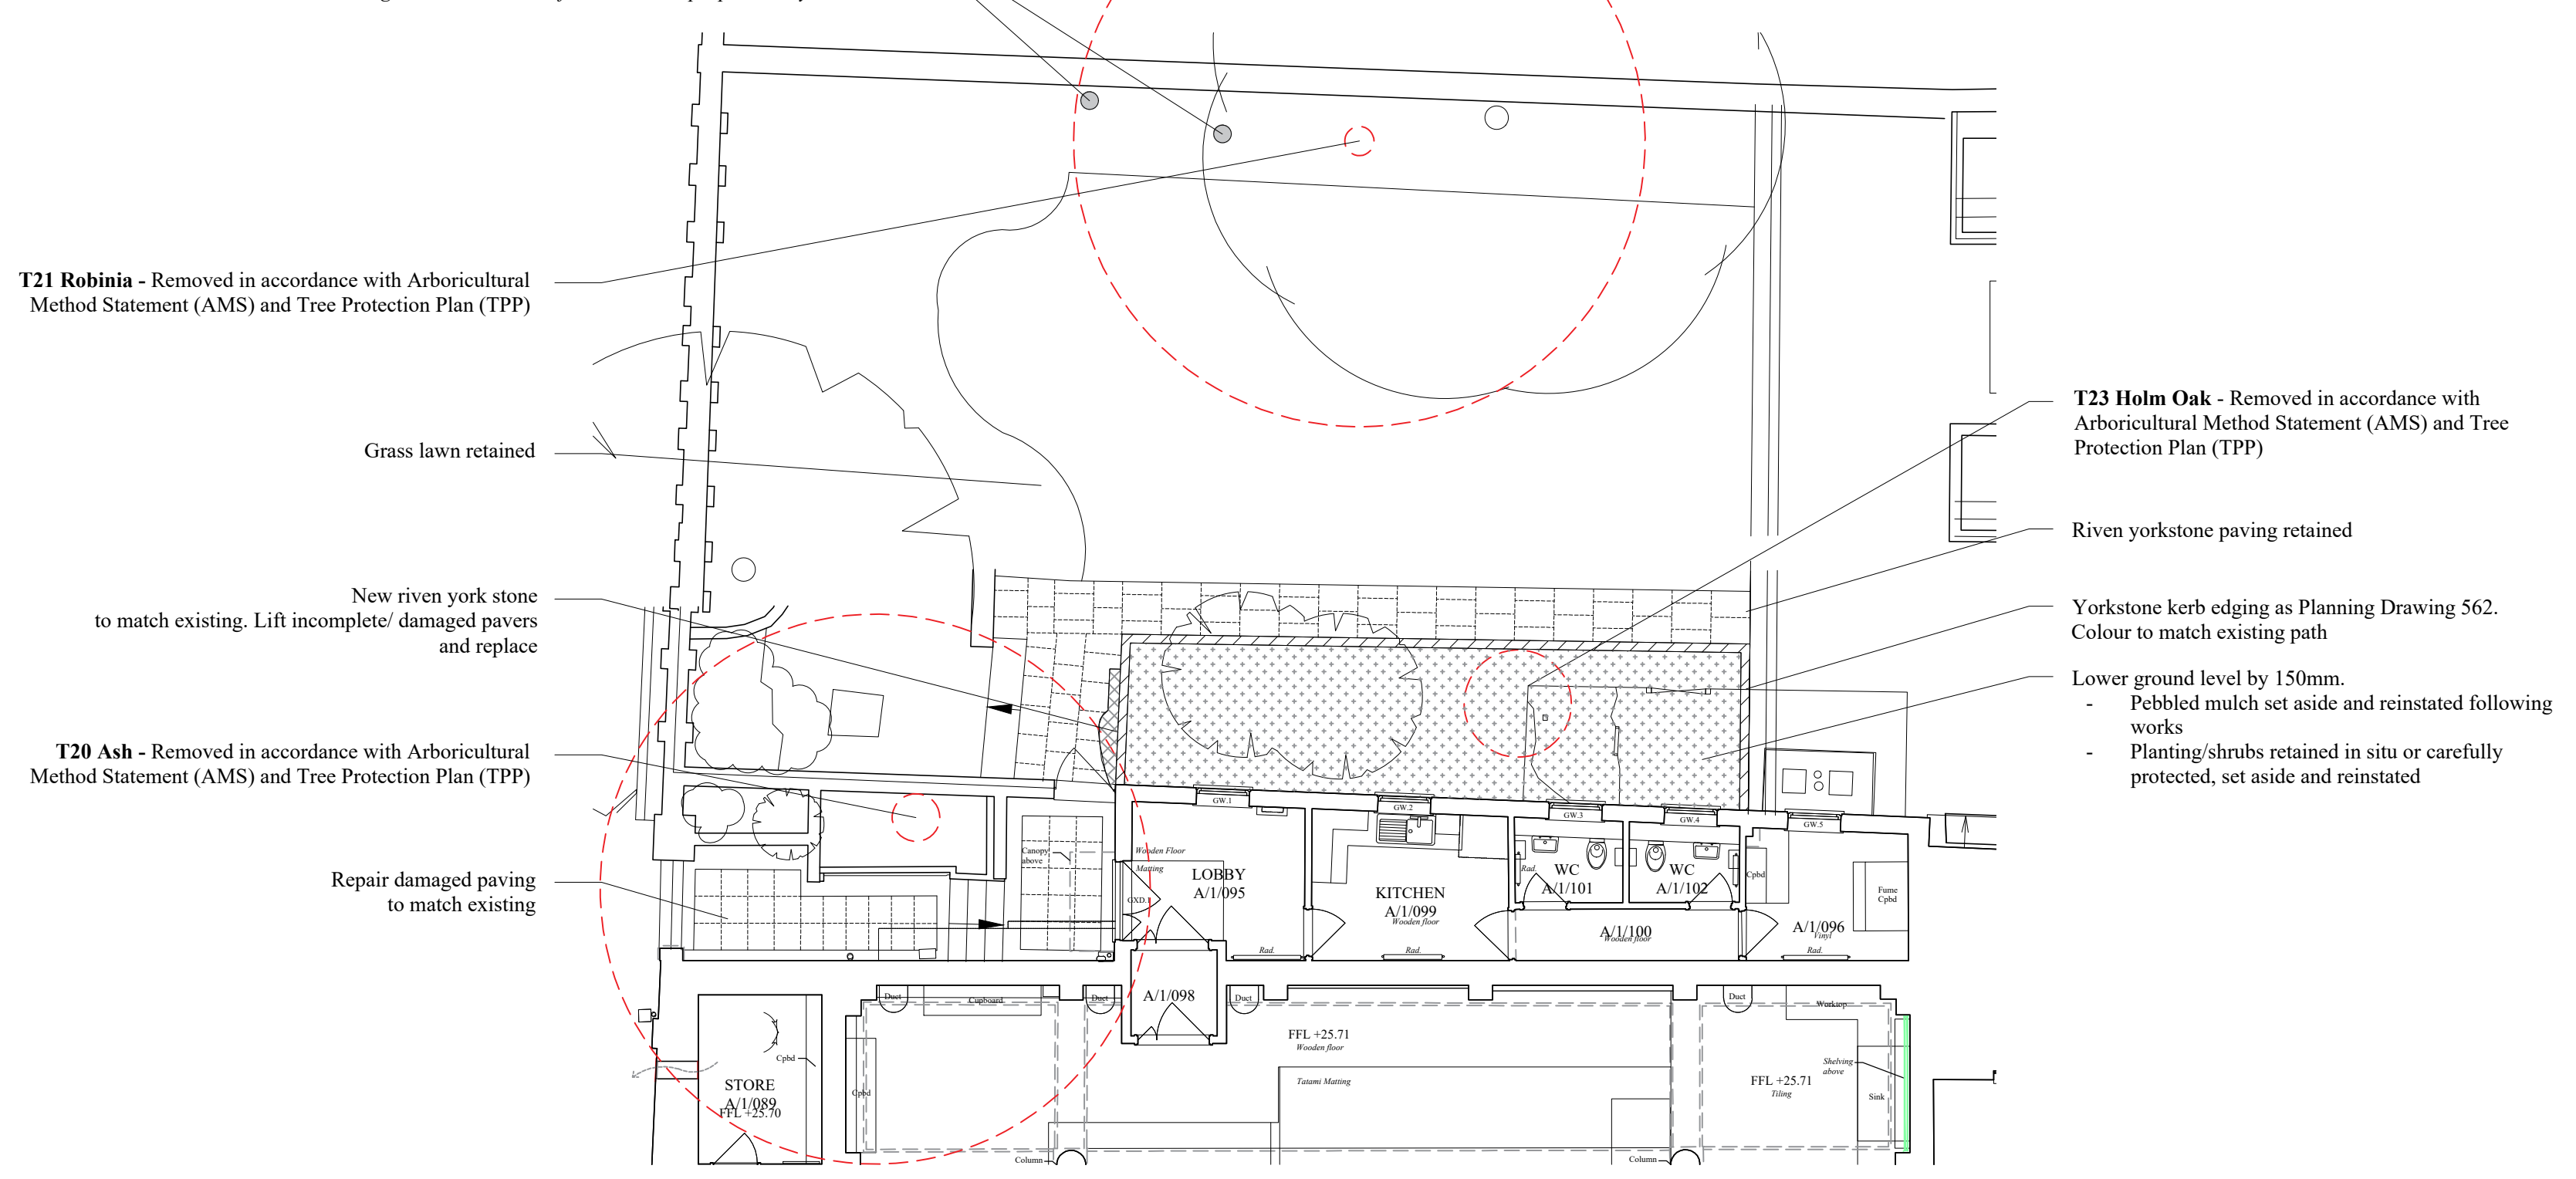 T21 Robinia - Removed in accordance with Arboricultural
Method Statement (AMS) and Tree Protection Plan (TPP)
Grass lawn retained
New riven york stone
to match existing. Lift incomplete/ damaged pavers
and replace
T20 Ash - Removed in accordance with Arboricultural
Method Statement (AMS) and Tree Protection Plan (TPP)
Repair damaged paving
to match existing
T23 Holm Oak - Removed in accordance with
Arboricultural Method Statement (AMS) and Tree
Protection Plan (TPP)
Riven yorkstone paving retained
Yorkstone kerb edging as Planning Drawing 562.
Colour to match existing path
Lower ground level by 150mm.
- Pebbled mulch set aside and reinstated following
works
- Planting/shrubs retained in situ or carefully
protected, set aside and reinstated
GW.1
GW.2
GW.3
GW.4
GW.5
Canopy
above
Wooden Floor
Matting
GXD.1
LOBBY
A/1/095
Rad.
KITCHEN
A/1/099
Wooden floor
Rad.
Rad.
WC
A/1/101
WC
A/1/102
A/1/100
Wooden floor
Cpbd
Fume
Cpbd
A/1/096
Vinyl
Rad.
A/1/098
Duct
Cupboard
Duct
Duct
Duct
Worktop
STORE
A/1/089
FFL +25.70
Cpbd
Cpbd
FFL +25.71
Wooden floor
Tatami Matting
FFL +25.71
Tiling
Shelving
above
Sink
Column
Column